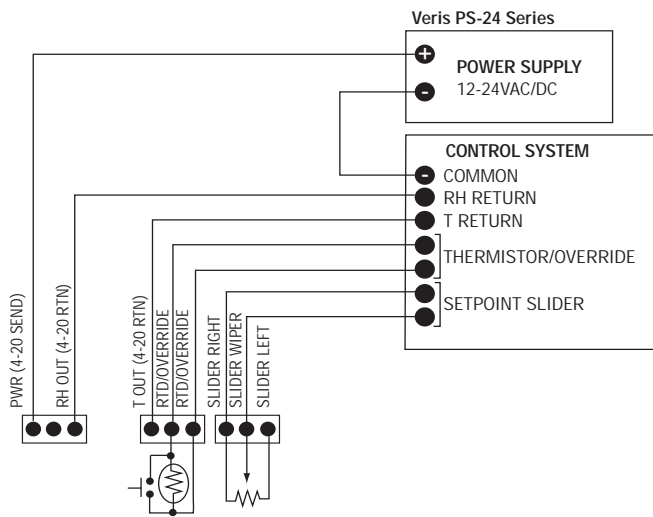 Veris PS-24 Series
+
POWER SUPPLY
-
12-24VAC/DC
CONTROL SYSTEM
-
COMMON
RH RETURN
T RETURN
THERMISTOR/OVERRIDE
SETPOINT SLIDER
PWR (4-20 SEND)
RH OUT (4-20 RTN)
T OUT (4-20 RTN)
RTD/OVERRIDE
RTD/OVERRIDE
SLIDER RIGHT
SLIDER WIPER
SLIDER LEFT